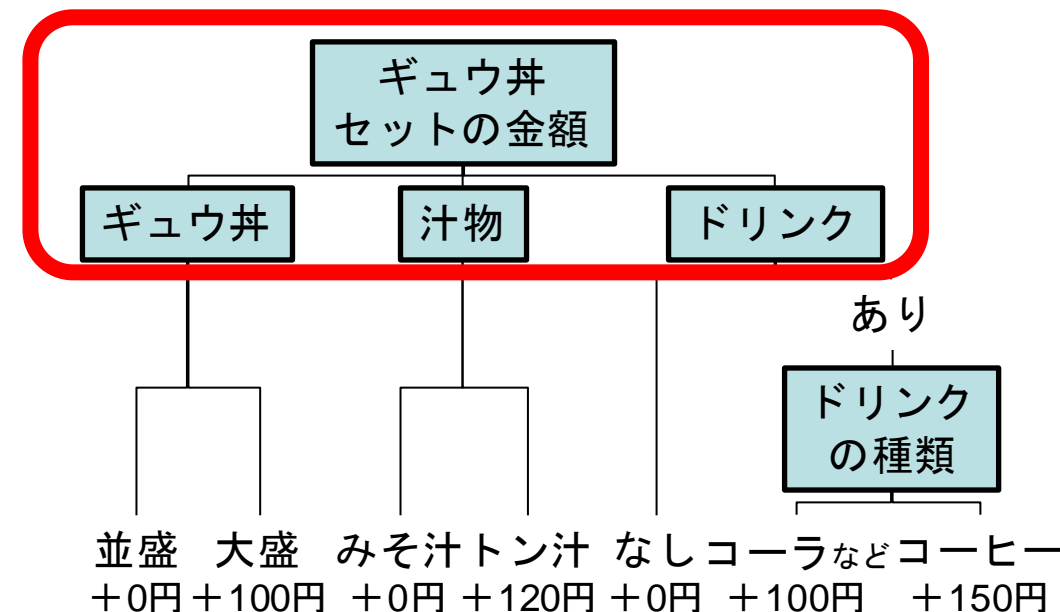 ギュウ丼
セットの金額
ギュウ丼
汁物
ドリンク
あり
ドリンク
の種類
並盛 大盛 みそ汁 トン汁 なし コーラなど コーヒー
+0円 +100円 +0円 +120円 +0円 +100円 +150円